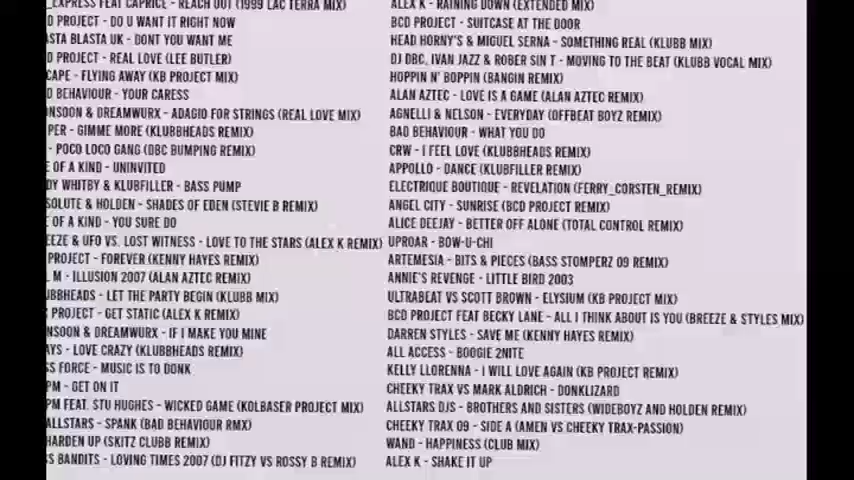 _EXPRESS FEAT CAPRICE - REACH OUT (1999 LAC TERRA MIX)
D PROJECT - DO U WANT IT RIGHT NOW
STA BLASTA UK - DONT YOU WANT ME
D PROJECT - REAL LOVE (LEE BUTLER)
CAPE - FLYING AWAY (KB PROJECT MIX)
D BEHAVIOUR - YOUR CARESS
NSOON & DREAMWURX - ADAGIO FOR STRINGS (REAL LOVE MIX)
PER - GIMME MORE (KLUBBHEADS REMIX)
- POCO LOCO GANG (DBC BUMPING REMIX)
E OF A KIND - UNINVITED
DY WHITBY & KLUBFILLER - BASS PUMP
SOLUTE & HOLDEN - SHADES OF EDEN (STEVIE B REMIX)
E OF A KIND - YOU SURE DO
EEZE & UFO VS. LOST WITNESS - LOVE TO THE STARS (ALEX K REMIX)
PROJECT - FOREVER (KENNY HAYES REMIX)
L M - ILLUSION 2007 (ALAN AZTEC REMIX)
UBBHEADS - LET THE PARTY BEGIN (KLUBB MIX)
PROJECT - GET STATIC (ALEX K REMIX)
NSOON & DREAMWURX - IF I MAKE YOU MINE
AYS - LOVE CRAZY (KLUBBHEADS REMIX)
SS FORCE - MUSIC IS TO DONK
PM - GET ON IT
PM FEAT. STU HUGHES - WICKED GAME (KOLBASER PROJECT MIX)
ALLSTARS - SPANK (BAD BEHAVIOUR RMX)
HARDEN UP (SKITZ CLUBB REMIX)
SS BANDITS - LOVING TIMES 2007 (DJ FITZY VS ROSSY B REMIX)
ALEX K - RAINING DOWN (EXTENDED MIX)
BCD PROJECT - SUITCASE AT THE DOOR
HEAD HORNY'S & MIGUEL SERNA - SOMETHING REAL (KLUBB MIX)
DJ DBC, IVAN JAZZ & ROBER SIN T - MOVING TO THE BEAT (KLUBB VOCAL MIX)
HOPPIN N' BOPPIN (BANGIN REMIX)
ALAN AZTEC - LOVE IS A GAME (ALAN AZTEC REMIX)
AGNELLI & NELSON - EVERYDAY (OFFBEAT BOYZ REMIX)
BAD BEHAVIOUR - WHAT YOU DO
CRW - I FEEL LOVE (KLUBBHEADS REMIX)
APPOLLO - DANCE (KLUBFILLER REMIX)
ELECTRIQUE BOUTIQUE - REVELATION (FERRY_CORSTEN_REMIX)
ANGEL CITY - SUNRISE (BCD PROJECT REMIX)
ALICE DEEJAY - BETTER OFF ALONE (TOTAL CONTROL REMIX)
UPROAR - BOW-U-CHI
ARTEMESIA - BITS & PIECES (BASS STOMPERZ 09 REMIX)
ANNIE'S REVENGE - LITTLE BIRD 2003
ULTRABEAT VS SCOTT BROWN - ELYSIUM (KB PROJECT MIX)
BCD PROJECT FEAT BECKY LANE - ALL I THINK ABOUT IS YOU (BREEZE & STYLES MIX)
DARREN STYLES - SAVE ME (KENNY HAYES REMIX)
ALL ACCESS - BOOGIE 2NITE
KELLY LLORENNA - I WILL LOVE AGAIN (KB PROJECT REMIX)
CHEEKY TRAX VS MARK ALDRICH - DONKLIZARD
ALLSTARS DJS - BROTHERS AND SISTERS (WIDEBOYZ AND HOLDEN REMIX)
CHEEKY TRAX 09 - SIDE A (AMEN VS CHEEKY TRAX-PASSION)
WAND - HAPPINESS (CLUB MIX)
ALEX K - SHAKE IT UP